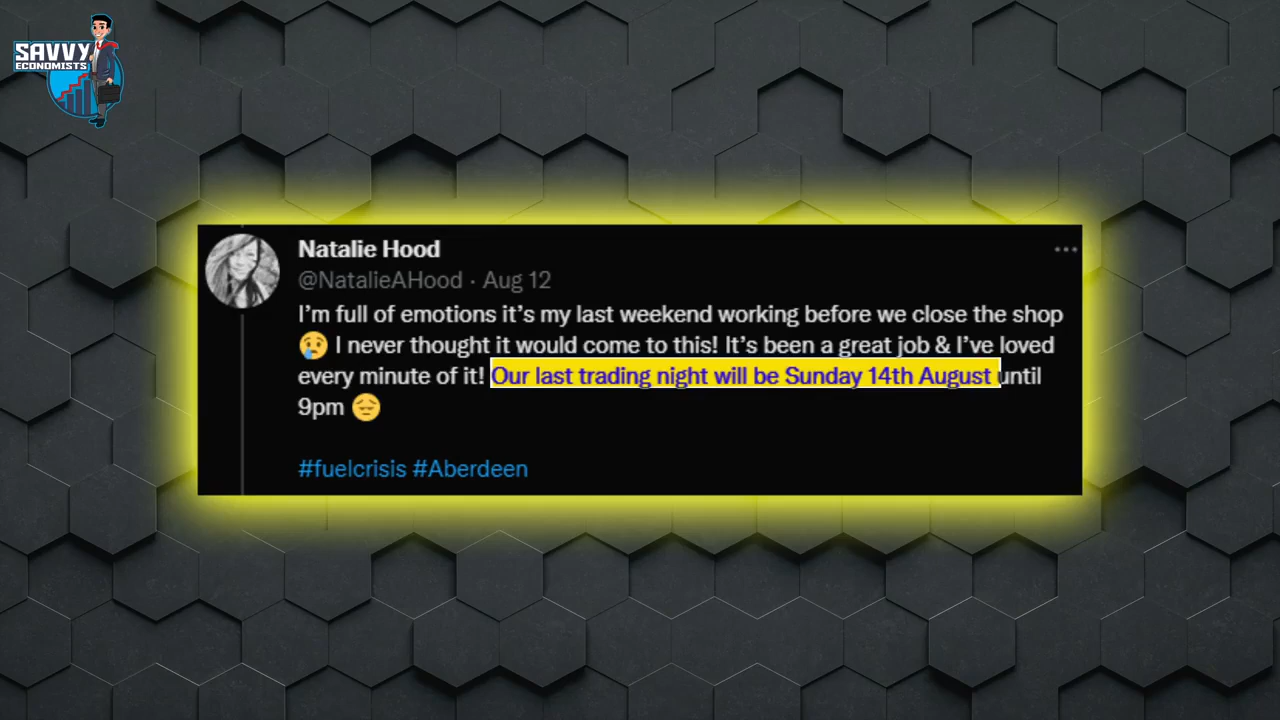 SAVVY
ECONOMISTS
Natalie Hood
@NatalieAHood · Aug 12
I’m full of emotions it’s my last weekend working before we close the shop
😢 I never thought it would come to this! It’s been a great job & I’ve loved
every minute of it! Our last trading night will be Sunday 14th August until
9pm 😔
#fuelcrisis #Aberdeen